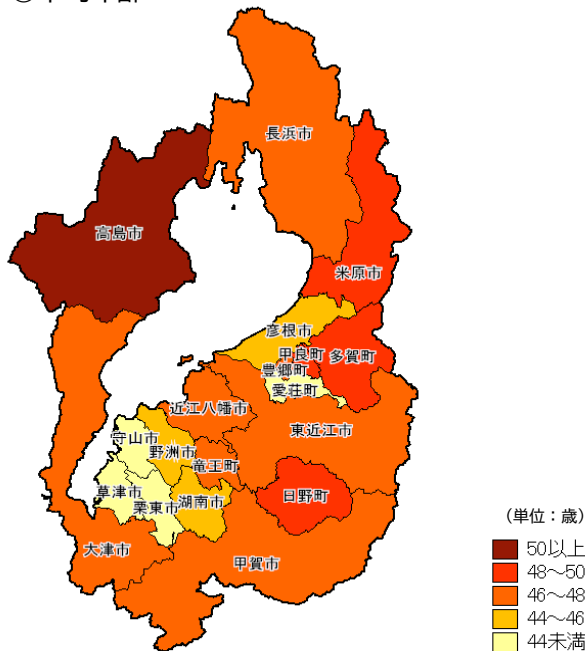 長浜市
高島市
米原市
彦根市
甲良町
多賀町
豊郷町
愛荘町
近江八幡市
東近江市
守山市
野洲市
竜王町
草津市
湖南市
日野町
栗東市
大津市
甲賀市
(単位：歳)
50以上
48～50
46～48
44～46
44未満